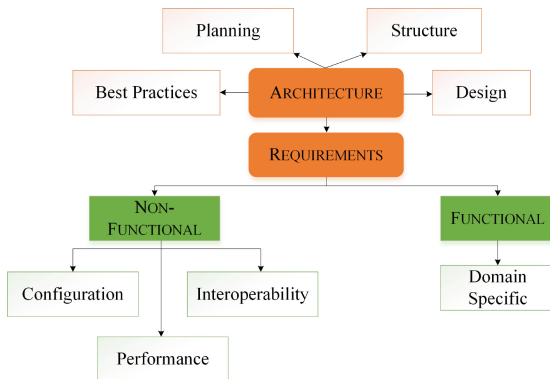 Planning
Structure
Best Practices
ARCHITECTURE
Design
REQUIREMENTS
NON-
FUNCTIONAL
FUNCTIONAL
Configuration
Interoperability
Domain
Specific
Performance